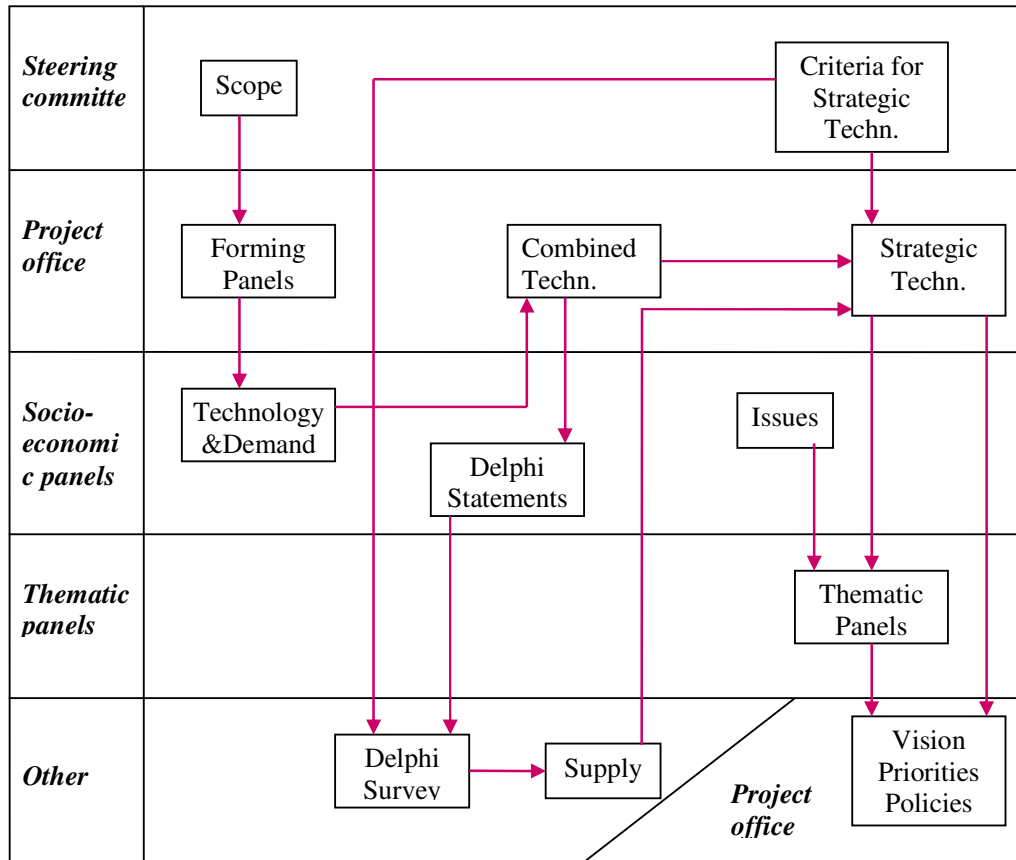 Steering
committe
Scope
Criteria for
Strategic
Techn.
Project
office
Forming
Panels
Combined
Techn.
Strategic
Techn.
Socio-
economi
c panels
Technology
&Demand
Issues
Delphi
Statements
Thematic
panels
Thematic
Panels
Other
Delphi
Survey
Supply
Project
office
Vision
Priorities
Policies